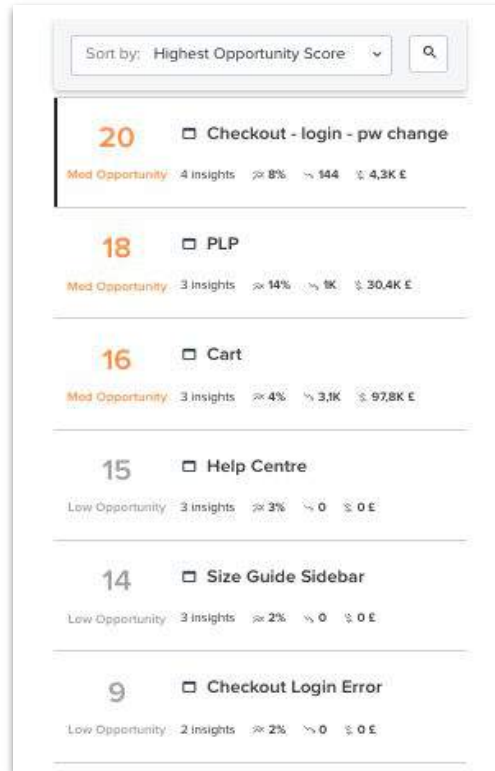 Sort by: Highest Opportunity Score
20 Checkout - login - pw change
Med Opportunity 4 insights 8% 144 4,3K £
18 PLP
Med Opportunity 3 insights 14% 1K 30,4K £
16 Cart
Med Opportunity 3 insights 4% 3,1K 97,8K £
15 Help Centre
Low Opportunity 3 insights 3% 0 0 £
14 Size Guide Sidebar
Low Opportunity 3 insights 2% 0 0 £
9 Checkout Login Error
Low Opportunity 2 insights 2% 0 0 £